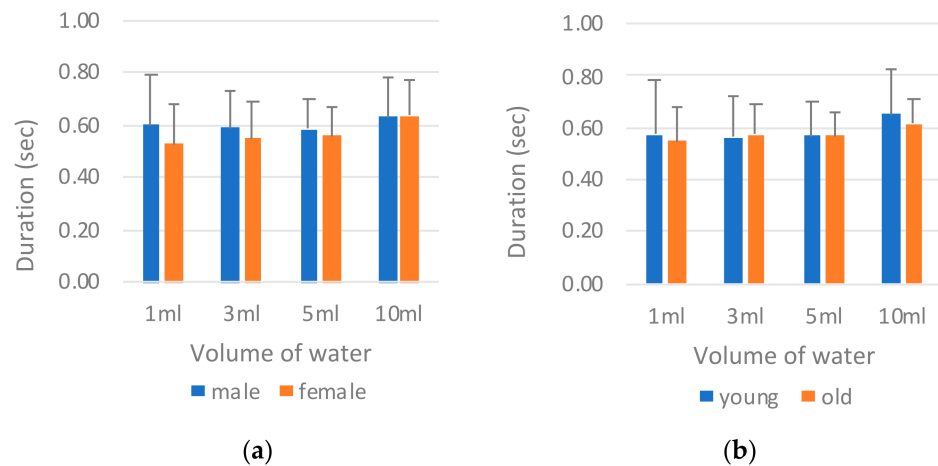 1.00
0.80
0.60
0.40
0.20
0.00
Duration (sec)
1ml 3ml 5ml 10ml
Volume of water
male female
(a)
1.00
0.80
0.60
0.40
0.20
0.00
Duration (sec)
1ml 3ml 5ml 10ml
Volume of water
young old
(b)